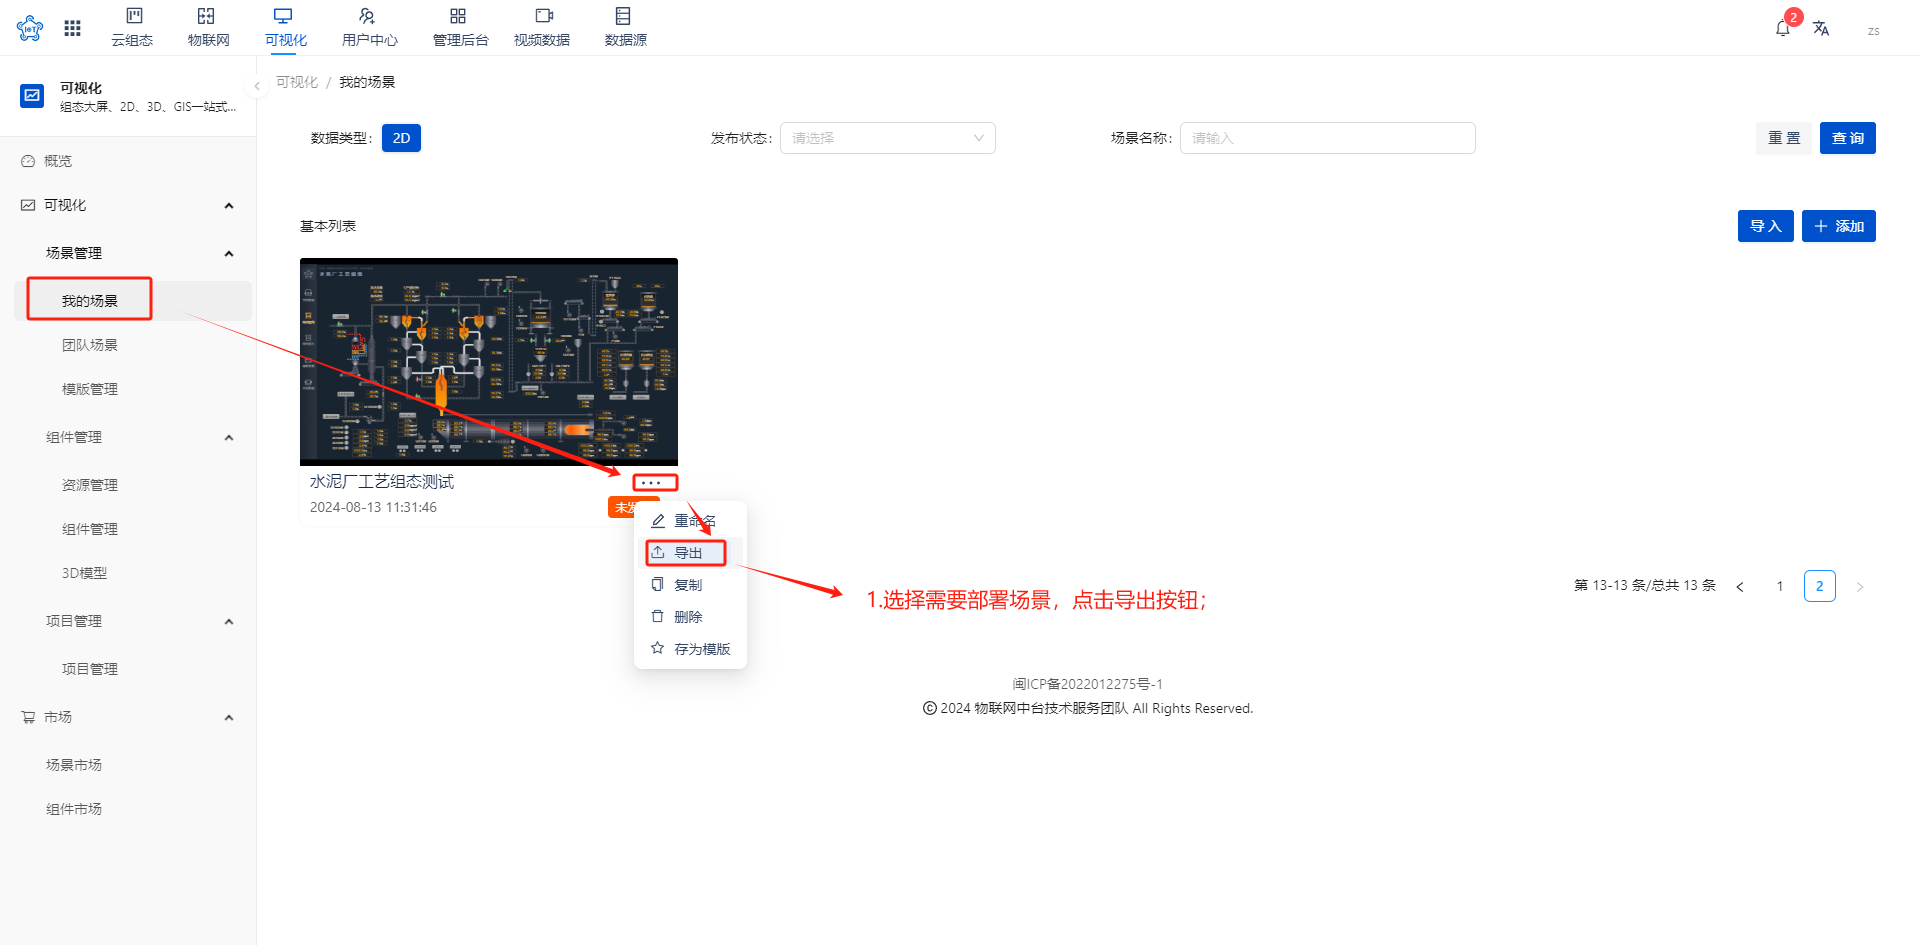 云组态
物联网
可视化
用户中心
管理后台
视频数据
数据源
2
zs
可视化
组态大屏、2D、3D、GIS一站式...
可视化 / 我的场景
数据类型: 2D
发布状态: 请选择
场景名称: 请输入
重 置
查 询
概览
可视化
场景管理
我的场景
团队场景
模版管理
组件管理
资源管理
组件管理
3D模型
项目管理
项目管理
市场
场景市场
组件市场
基本列表
导 入
添加
水泥厂工艺组态测试
2024-08-13 11:31:46
未发
重命名
导出
复制
删除
存为模版
1.选择需要部署场景，点击导出按钮；
第 13-13 条/总共 13 条 < 1 2 >
闽ICP备2022012275号-1
© 2024 物联网中台技术服务团队 All Rights Reserved.